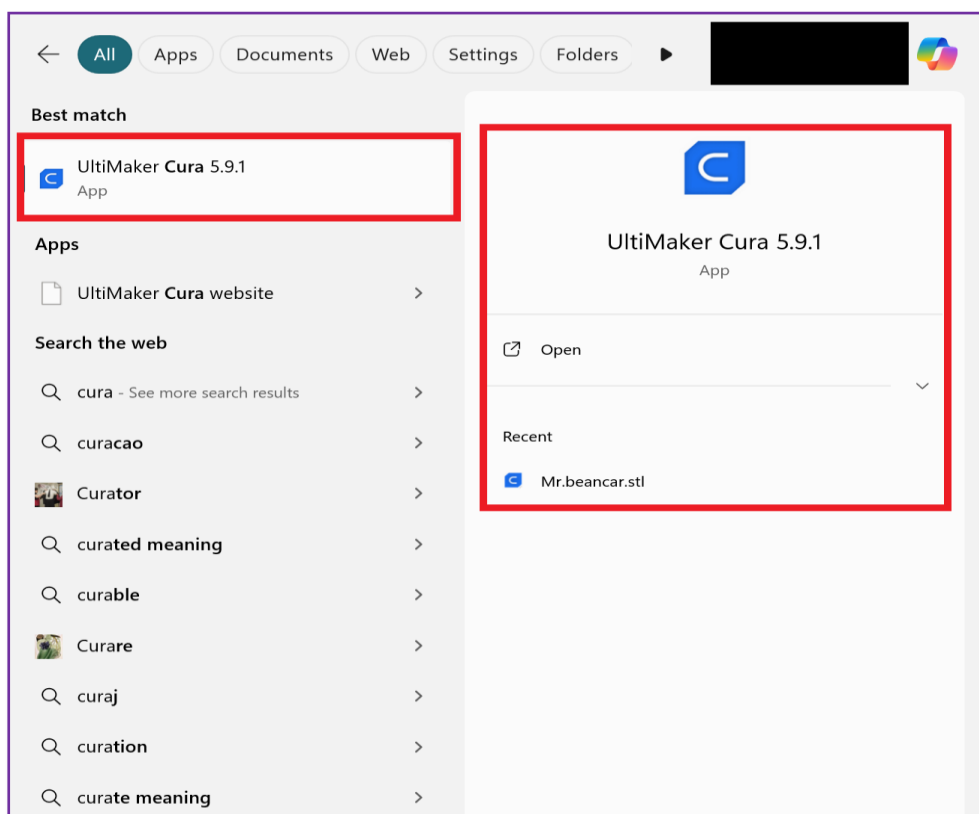 All Apps Documents Web Settings Folders
Best match
UltiMaker Cura 5.9.1
App
Apps
UltiMaker Cura website
Search the web
cura - See more search results
curacao
Curator
curated meaning
curable
Curare
curaj
curation
curate meaning
UltiMaker Cura 5.9.1
App
Open
Recent
Mr.beancar.stl